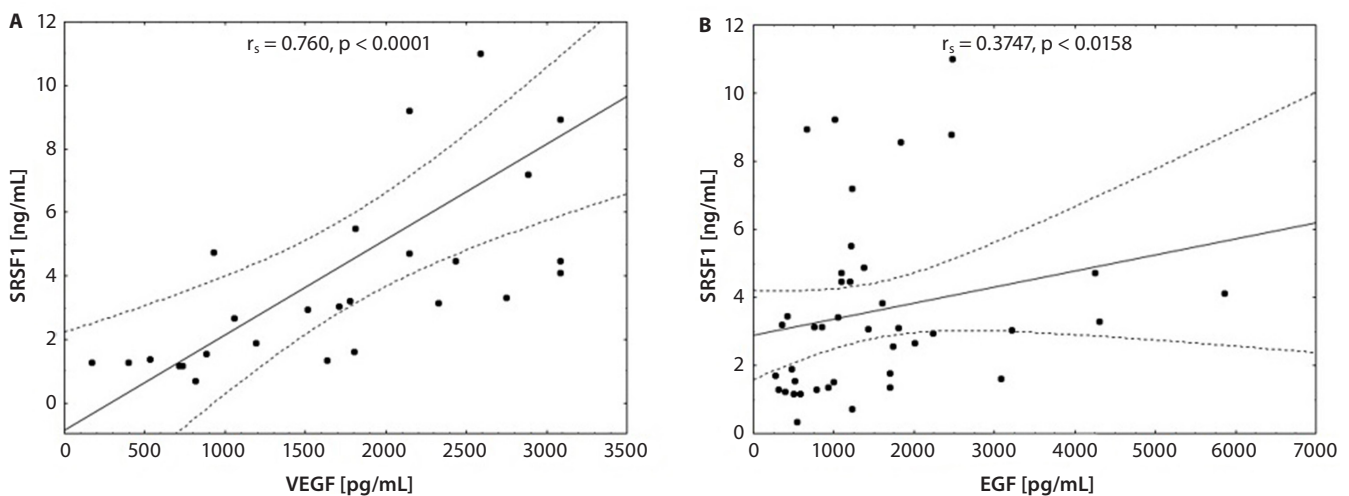 A
r_s = 0.760, p < 0.0001
12
10
8
6
4
2
0
SRSF1 [ng/mL]
0 500 1000 1500 2000 2500 3000 3500
VEGF [pg/mL]
B
r_s = 0.3747, p < 0.0158
12
10
8
6
4
2
0
SRSF1 [ng/mL]
0 1000 2000 3000 4000 5000 6000 7000
EGF [pg/mL]